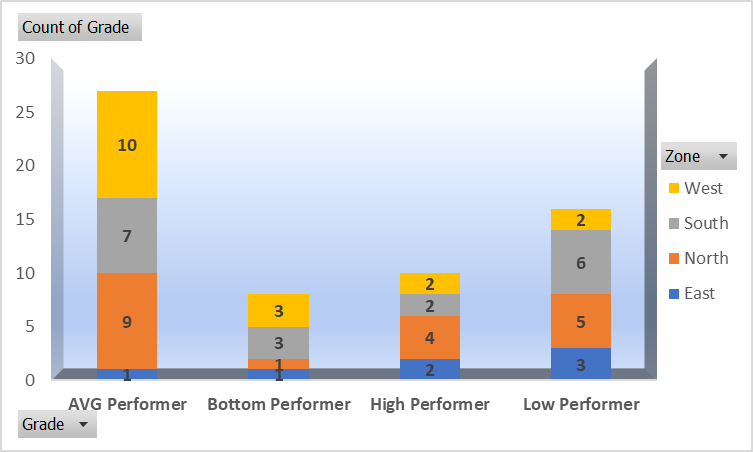 Count of Grade
30
25
20
15
10
5
0
10
7
9
1
3
3
1
1
2
2
4
2
2
6
5
3
AVG Performer Bottom Performer High Performer Low Performer
Grade
Zone
West
South
North
East